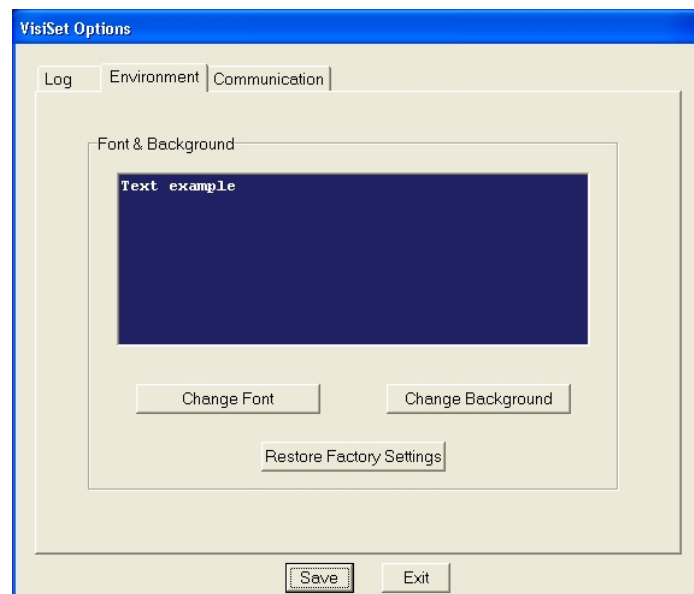 VisiSet Options
Log Environment Communication
Font & Background
Text example
Change Font Change Background
Restore Factory Settings
Save Exit